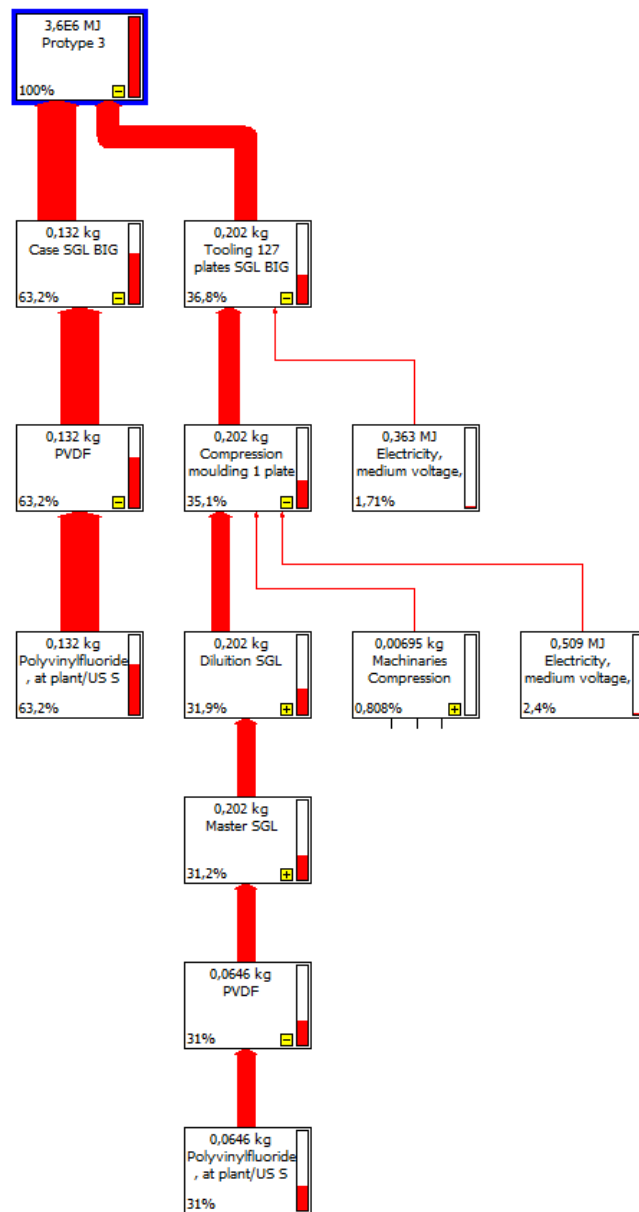 3,6E6 MJ
Protype 3
100%
0,132 kg
Case SGL BIG
63,2%
0,202 kg
Tooling 127
plates SGL BIG
36,8%
0,132 kg
PVDF
63,2%
0,202 kg
Compression
moulding 1 plate
35,1%
0,363 MJ
Electricity,
medium voltage,
1,71%
0,132 kg
Polyvinylfluoride
, at plant/US S
63,2%
0,202 kg
Diluition SGL
31,9%
0,00695 kg
Machinaries
Compression
0,808%
0,509 MJ
Electricity,
medium voltage,
2,4%
0,202 kg
Master SGL
31,2%
0,0646 kg
PVDF
31%
0,0646 kg
Polyvinylfluoride
, at plant/US S
31%